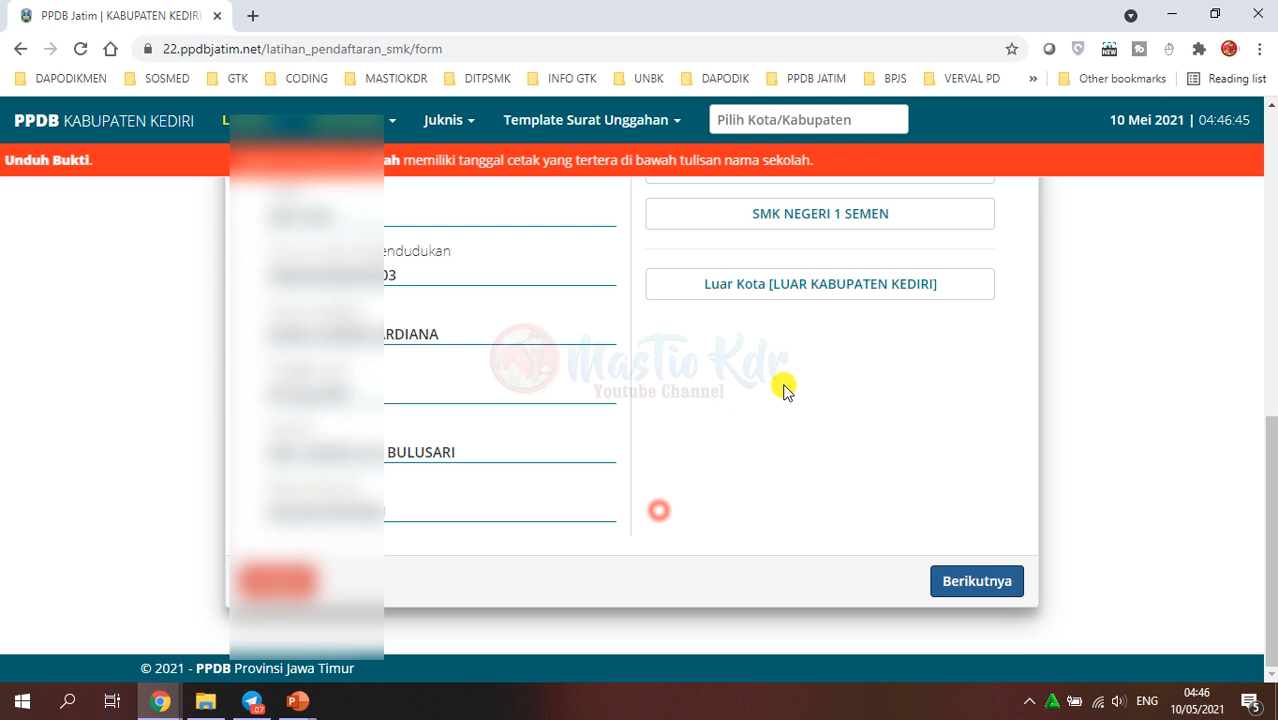 PPDB Jatim | KABUPATEN KEDIRI
22.ppdbjatim.net/latihan_pendaftaran_smk/form
DAPODIKMEN SOSMED GTK CODING MASTIOKDR DITPSMK INFO GTK UNBK DAPODIK PPDB JATIM BPJS VERVAL PD » Other bookmarks Reading list
PPDB KABUPATEN KEDIRI Juknis Template Surat Unggahan Pilih Kota/Kabupaten 10 Mei 2021 | 04:46:45
Unduh Bukti. ah memiliki tanggal cetak yang tertera di bawah tulisan nama sekolah.
SMK NEGERI 1 SEMEN
endudukan
03
Luar Kota [LUAR KABUPATEN KEDIRI]
ARDIANA
MasTio Kdr
Youtube Channel
BULUSARI
Berikutnya
© 2021 - PPDB Provinsi Jawa Timur
07 ENG 04:46
10/05/2021 5